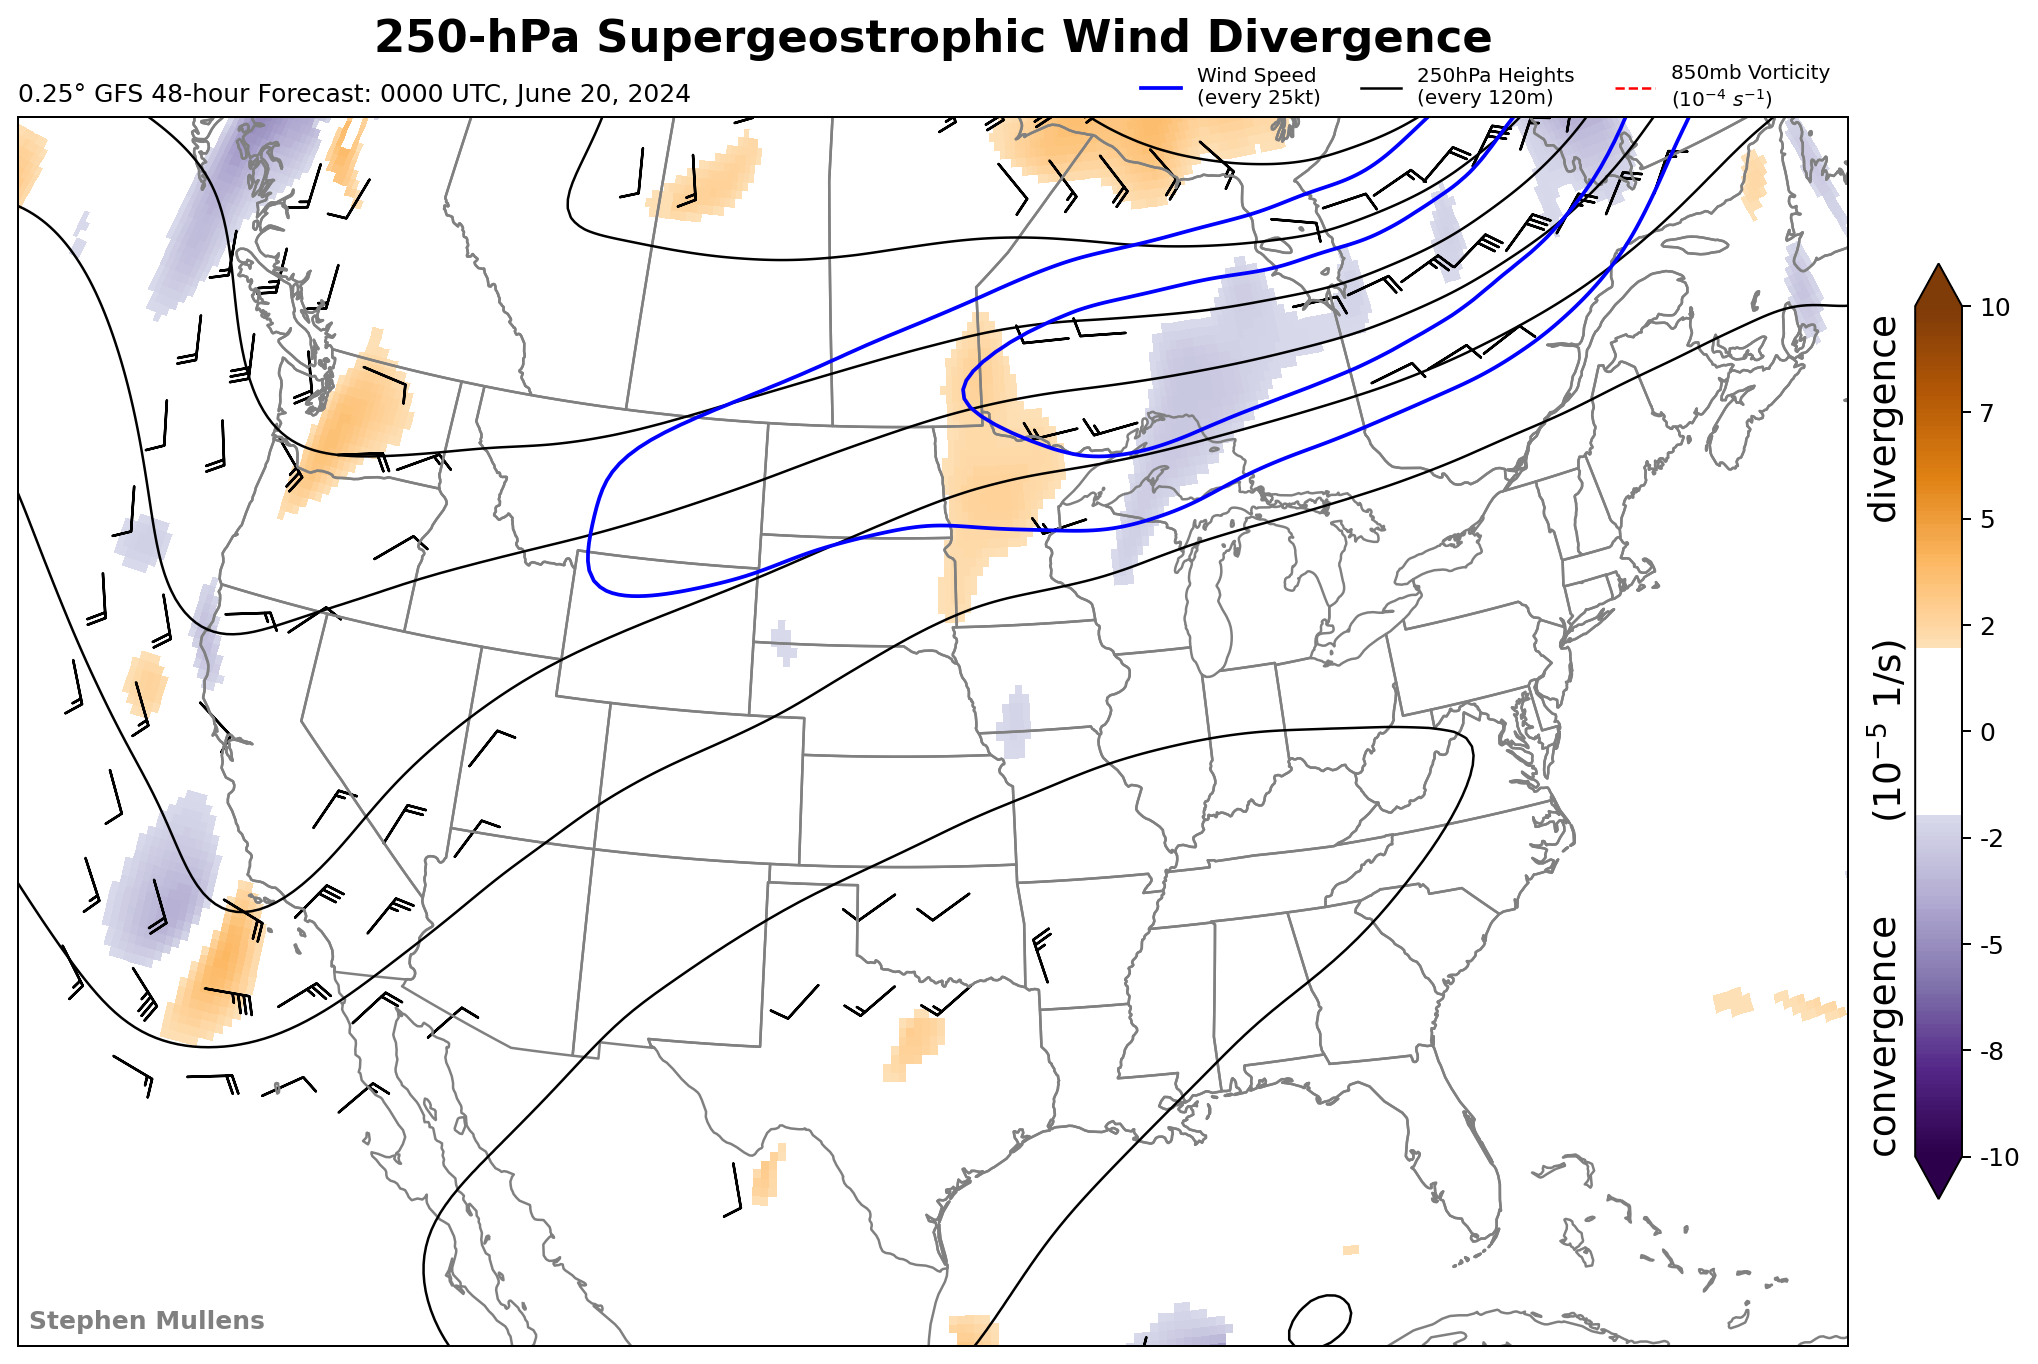 250-hPa Supergeostrophic Wind Divergence
0.25° GFS 48-hour Forecast: 0000 UTC, June 20, 2024
Wind Speed
(every 25kt)
250hPa Heights
(every 120m)
850mb Vorticity
(10⁻⁴ s⁻¹)
10
7
5
2
0
-2
-5
-8
-10
convergence (10⁻⁵ 1/s) divergence
Stephen Mullens